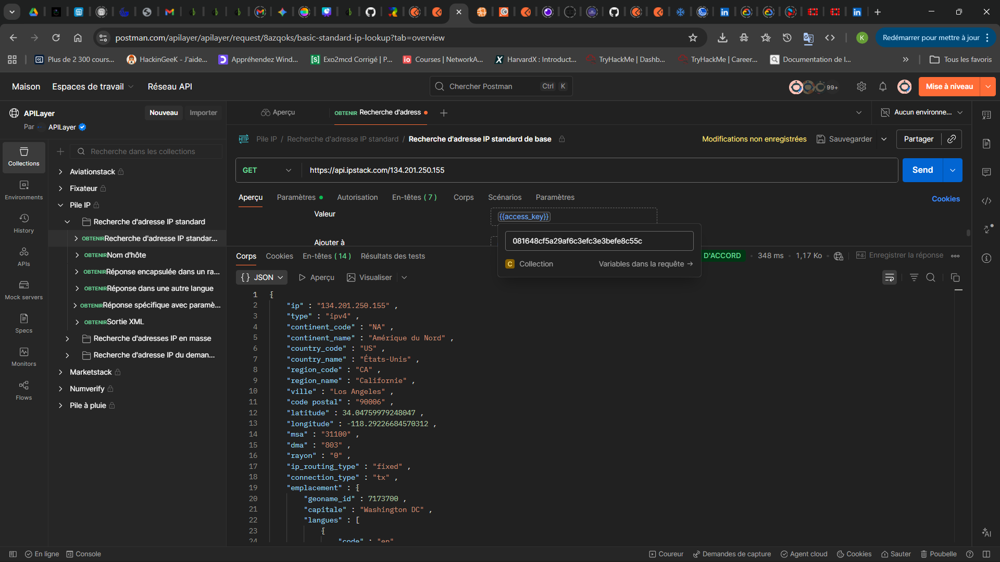 postman.com/apilayer/apilayer/request/8azqoks/basic-standard-ip-lookup?tab=overview
K
Redémarrer pour mettre à jour
Plus de 2 300 cours...
HackinGeeK - J'aide...
Appréhendez Wind...
Exo2mcd Corrigé | P...
Courses | NetworkA...
HarvardX : Introduct...
TryHackMe | Dashb...
TryHackMe | Career...
Documentation de l...
Tous les favoris
Maison
Espaces de travail
Réseau API
Chercher Postman
Ctrl K
99+
Mise à niveau
APILayer
Nouveau
Importer
Par APILayer
Aperçu
OBTENIR Recherche d'adress
Aucun environne...
Pile IP / Recherche d'adresse IP standard / Recherche d'adresse IP standard de base
Modifications non enregistrées
Sauvegarder
Partager
Collections
Environments
History
APIs
Mock servers
Specs
Monitors
Flows
Recherche dans les collections
Aviationstack
Fixateur
Pile IP
Recherche d'adresse IP standard
OBTENIR Recherche d'adresse IP standar...
OBTENIR Nom d'hôte
OBTENIR Réponse encapsulée dans un ra...
OBTENIR Réponse dans une autre langue
OBTENIR Réponse spécifique avec paramè...
OBTENIR Sortie XML
Recherche d'adresses IP en masse
Recherche d'adresse IP du deman...
Marketstack
Numverify
Pile à pluie
GET
https://api.ipstack.com/134.201.250.155
Send
Aperçu
Paramètres
Autorisation
En-têtes ( 7 )
Corps
Scénarios
Paramètres
Cookies
Valeur
{{access_key}}
081648cf5a29af6c3efc3e3befe8c55c
Ajouter à
C Collection
Variables dans la requête →
Corps
Cookies
En-têtes ( 14 )
Résultats des tests
D'ACCORD
348 ms
1,17 Ko
e.g. Enregistrer la réponse
{} JSON
Aperçu
Visualiser
1 {
2 "ip" : "134.201.250.155" ,
3 "type" : "ipv4" ,
4 "continent_code" : "NA" ,
5 "continent_name" : "Amérique du Nord" ,
6 "country_code" : "US" ,
7 "country_name" : "États-Unis" ,
8 "region_code" : "CA" ,
9 "region_name" : "Californie" ,
10 "ville" : "Los Angeles" ,
11 "code postal" : "90006" ,
12 "latitude" : 34.04759979248047 ,
13 "longitude" : -118.29226684570312 ,
14 "msa" : "31100" ,
15 "dma" : "803" ,
16 "rayon" : "0" ,
17 "ip_routing_type" : "fixed" ,
18 "connection_type" : "tx" ,
19 "emplacement" : {
20 "geoname_id" : 7173700 ,
21 "capitale" : "Washington DC" ,
22 "langues" : [
23 {
24 "code" : "en"
En ligne
Console
Coureur
Demandes de capture
Agent cloud
Cookies
Sauter
Poubelle